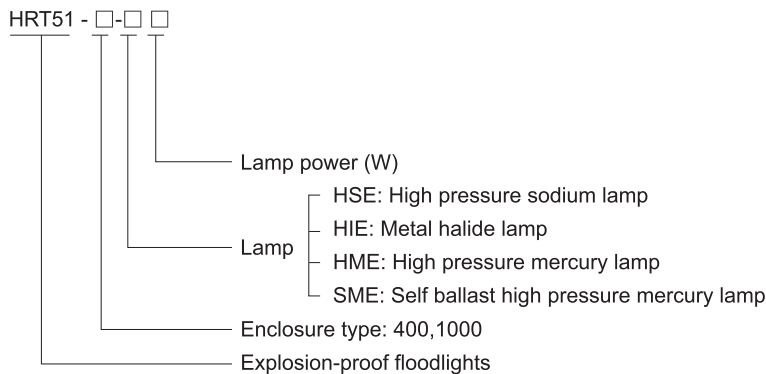 HRT51 - □-□ □
Lamp power (W)
HSE: High pressure sodium lamp
HIE: Metal halide lamp
Lamp
HME: High pressure mercury lamp
SME: Self ballast high pressure mercury lamp
Enclosure type: 400,1000
Explosion-proof floodlights